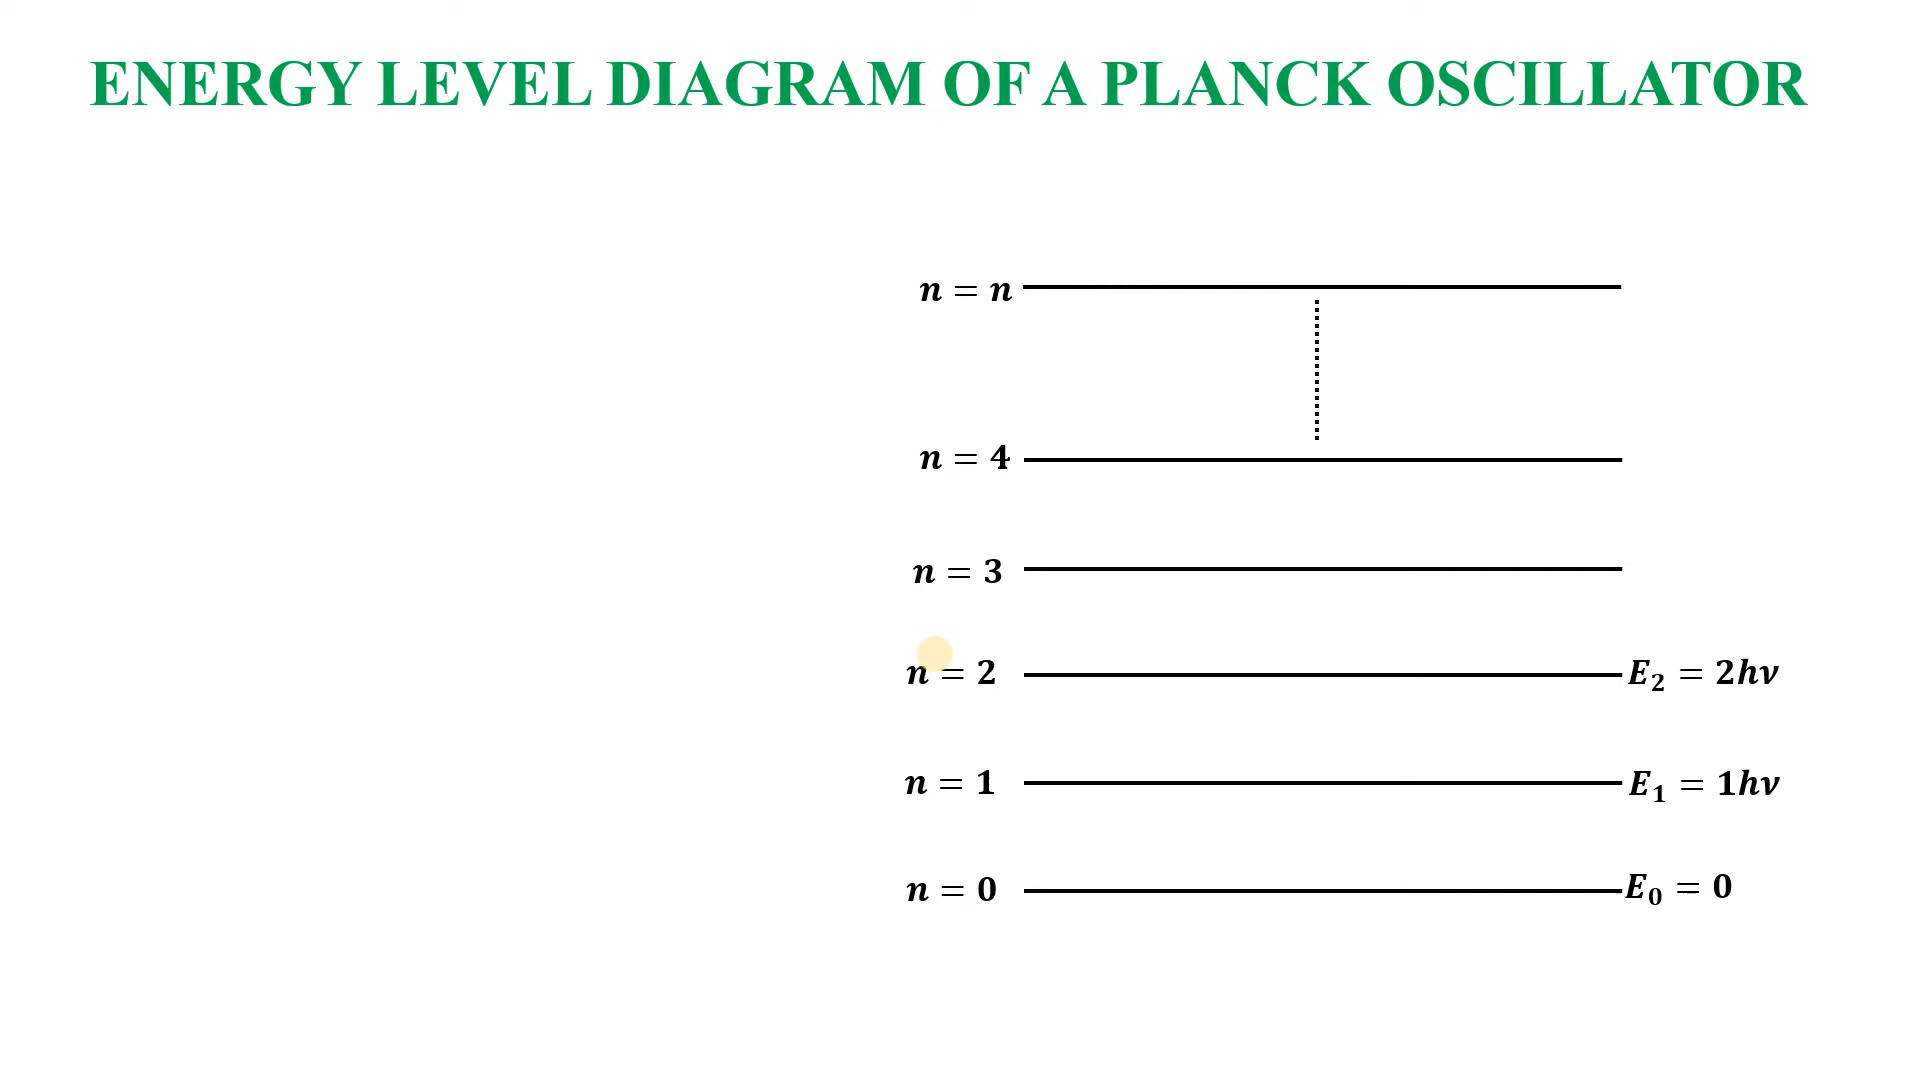 ENERGY LEVEL DIAGRAM OF A PLANCK OSCILLATOR
n = n
n = 4
n = 3
n = 2 E₂ = 2hν
n = 1 E₁ = 1hν
n = 0 E₀ = 0